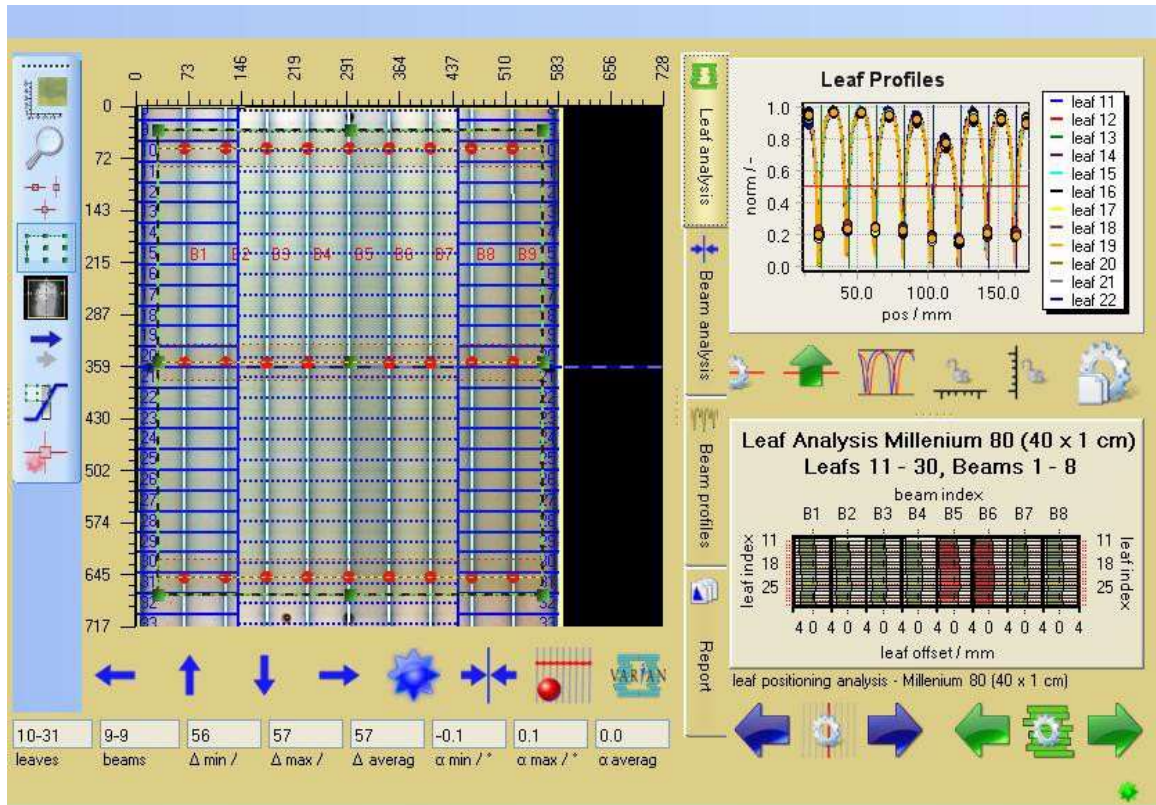 0 73 146 219 291 364 437 510 583 656 728
0
72
143
215
287
359
430
502
574
645
717
B1 B2 B3 B4 B5 B6 B7 B8 B9
Leaf analysis
Beam analysis
Beam profiles
Report
Leaf Profiles
norm / -
1.0
0.8
0.6
0.4
0.2
0.0
50.0 100.0 150.0
pos / mm
leaf 11
leaf 12
leaf 13
leaf 14
leaf 15
leaf 16
leaf 17
leaf 18
leaf 19
leaf 20
leaf 21
leaf 22
Leaf Analysis Millenium 80 (40 x 1 cm)
Leafs 11 - 30, Beams 1 - 8
beam index
B1 B2 B3 B4 B5 B6 B7 B8
leaf index
11 11
18 18
25 25
leaf index
4 0 4 0 4 0 4 0 4 0 4 0 4 0 4 0 4
leaf offset / mm
leaf positioning analysis - Millenium 80 (40 x 1 cm)
VARIAN
10-31 9-9 56 57 57 -0.1 0.1 0.0
leaves beams Δ min / Δ max / Δ averag α min / ° α max / ° α averag